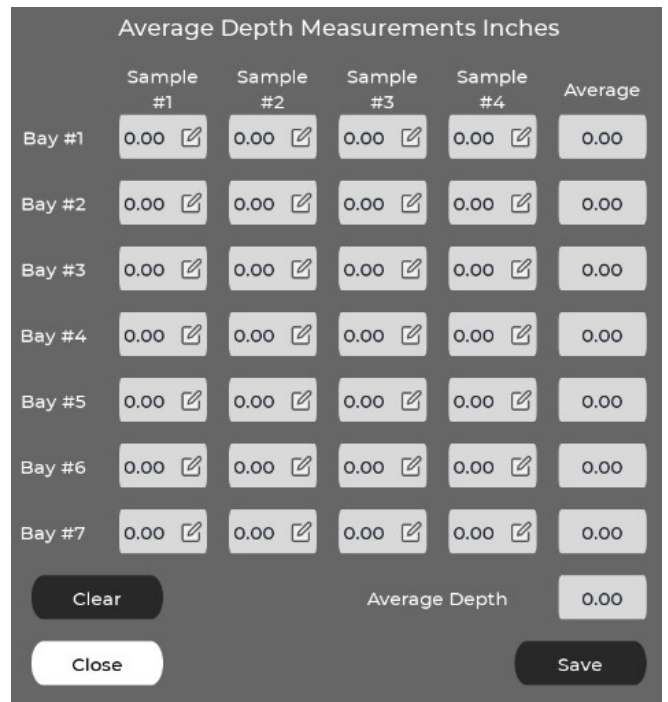 Average Depth Measurements Inches
Sample #1 Sample #2 Sample #3 Sample #4 Average
Bay #1 0.00 0.00 0.00 0.00 0.00
Bay #2 0.00 0.00 0.00 0.00 0.00
Bay #3 0.00 0.00 0.00 0.00 0.00
Bay #4 0.00 0.00 0.00 0.00 0.00
Bay #5 0.00 0.00 0.00 0.00 0.00
Bay #6 0.00 0.00 0.00 0.00 0.00
Bay #7 0.00 0.00 0.00 0.00 0.00
Clear Average Depth 0.00
Close Save